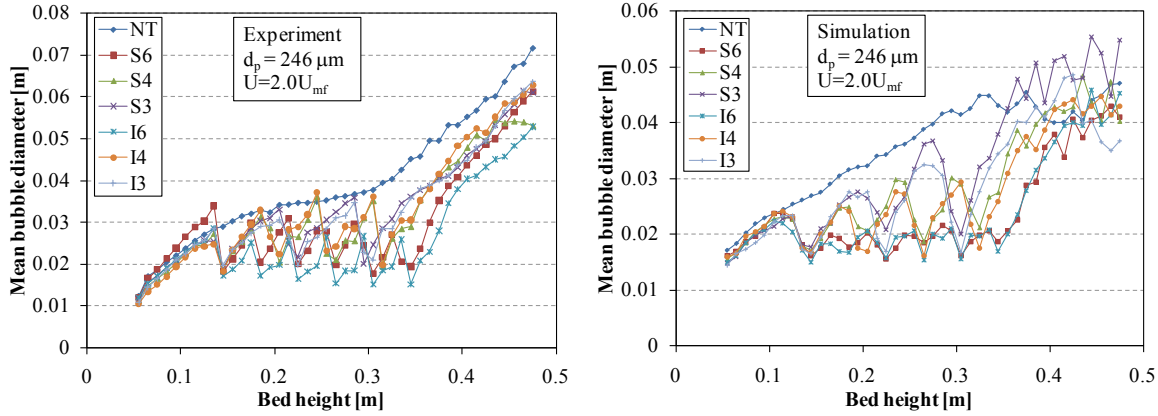 0.08
0.07
0.06
0.05
0.04
0.03
0.02
0.01
0
Mean bubble diameter [m]
NT
S6
S4
S3
I6
I4
I3
Experiment
dp = 246 μm
U=2.0Umf
0 0.1 0.2 0.3 0.4 0.5
Bed height [m]
0.06
0.05
0.04
0.03
0.02
0.01
0
Mean bubble diameter [m]
NT
S6
S4
S3
I6
I4
I3
Simulation
dp = 246 μm
U=2.0Umf
0 0.1 0.2 0.3 0.4 0.5
Bed height [m]